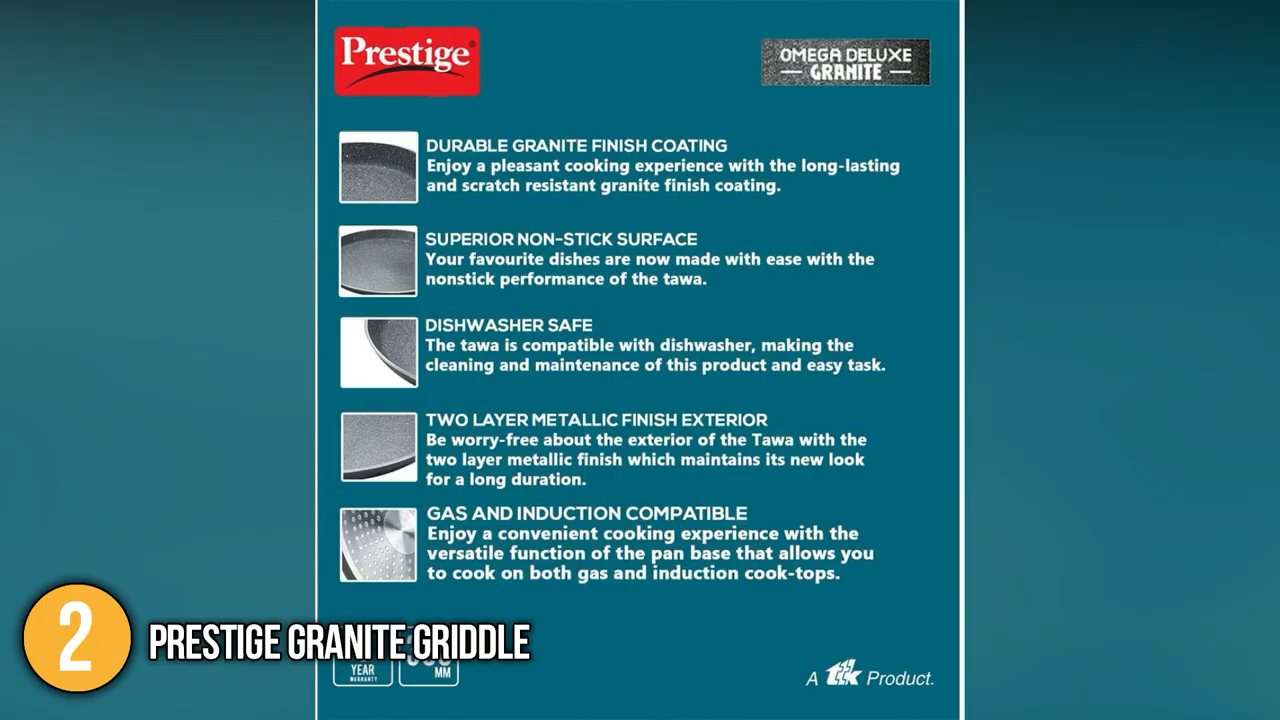 Prestige
OMEGA DELUXE
GRANITE
DURABLE GRANITE FINISH COATING
Enjoy a pleasant cooking experience with the long-lasting
and scratch resistant granite finish coating.
SUPERIOR NON-STICK SURFACE
Your favourite dishes are now made with ease with the
nonstick performance of the tawa.
DISHWASHER SAFE
The tawa is compatible with dishwasher, making the
cleaning and maintenance of this product and easy task.
TWO LAYER METALLIC FINISH EXTERIOR
Be worry-free about the exterior of the Tawa with the
two layer metallic finish which maintains its new look
for a long duration.
GAS AND INDUCTION COMPATIBLE
Enjoy a convenient cooking experience with the
versatile function of the pan base that allows you
to cook on both gas and induction cook-tops.
2 PRESTIGE GRANITE GRIDDLE
YEAR
WARRANTY
MM
A ttk Product.